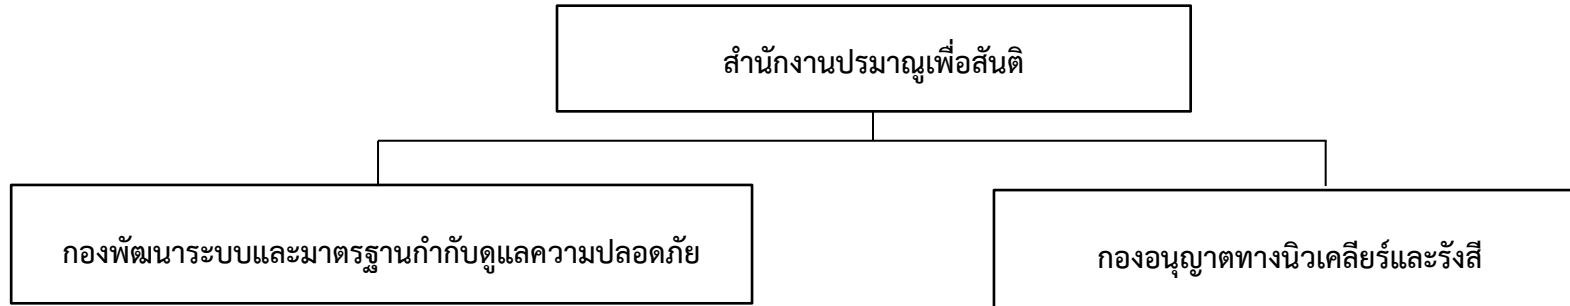 สำนักงานปรมาณูเพื่อสันติ
กองพัฒนาระบบและมาตรฐานกำกับดูแลความปลอดภัย
กองอนุญาตทางนิวเคลียร์และรังสี